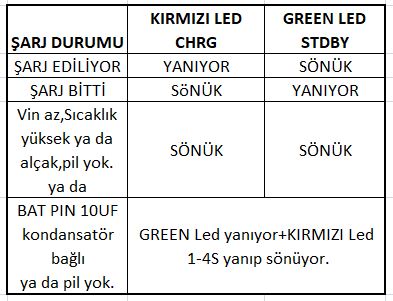 ŞARJ DURUMU
KIRMIZI LED
CHRG
GREEN LED
STDBY
ŞARJ EDİLİYOR
YANIYOR
SÖNÜK
ŞARJ BİTTİ
SöNÜK
YANIYOR
Vin az,Sıcaklık
yüksek ya da
alçak,pil yok.
ya da
SÖNÜK
SÖNÜK
BAT PIN 10UF
kondansatör
bağlı
ya da pil yok.
GREEN Led yanıyor+KIRMIZI Led
1-4S yanıp sönüyor.